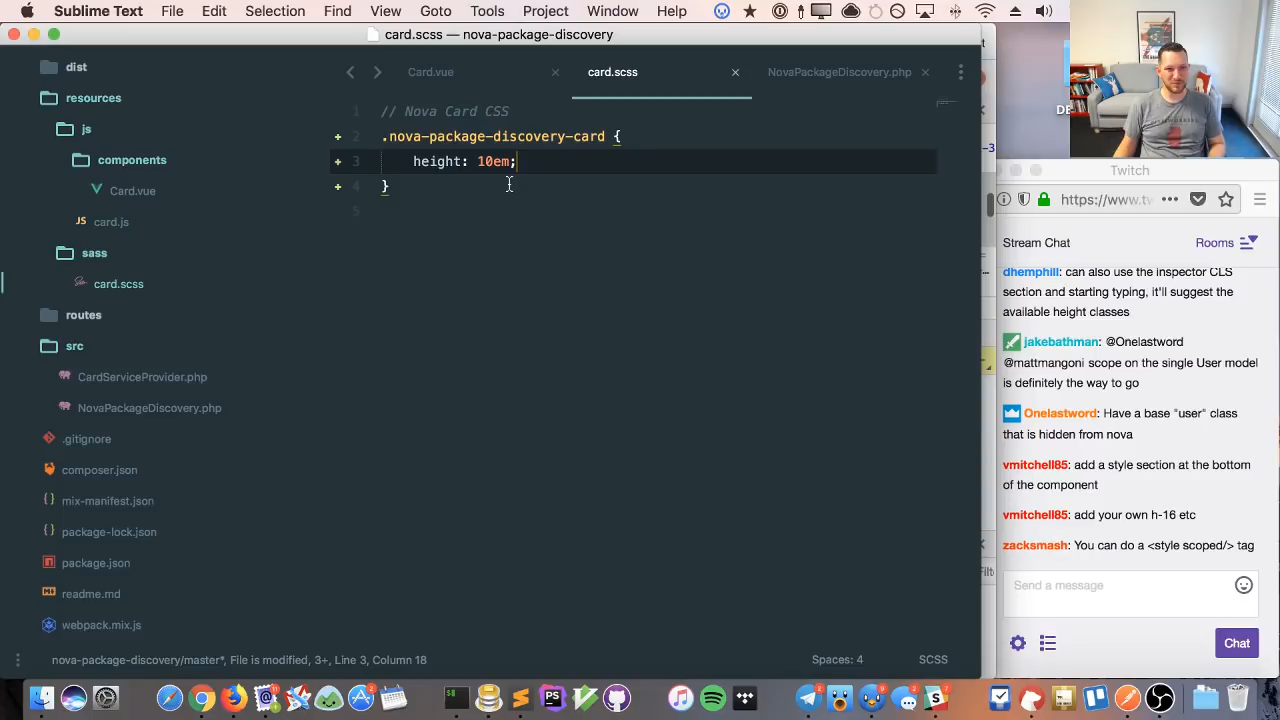 Sublime Text File Edit Selection Find View Goto Tools Project Window Help
card.scss — nova-package-discovery
dist
resources
js
components
Card.vue
card.js
sass
card.scss
routes
src
CardServiceProvider.php
NovaPackageDiscovery.php
.gitignore
composer.json
mix-manifest.json
package-lock.json
package.json
readme.md
webpack.mix.js
Card.vue card.scss NovaPackageDiscovery.php
1 // Nova Card CSS
2 .nova-package-discovery-card {
3 height: 10em;
4 }
5
nova-package-discovery/master*, File is modified, 3+, Line 3, Column 18
Spaces: 4 SCSS
DE
Twitch
https://www.tw
Stream Chat Rooms
dhemphill: can also use the inspector CLS
section and starting typing, it'll suggest the
available height classes
jakebathman: @Onelastword
@mattmangoni scope on the single User model
is definitely the way to go
Onelastword: Have a base "user" class
that is hidden from nova
vmitchell85: add a style section at the bottom
of the component
vmitchell85: add your own h-16 etc
zacksmash: You can do a <style scoped/> tag
Send a message
Chat